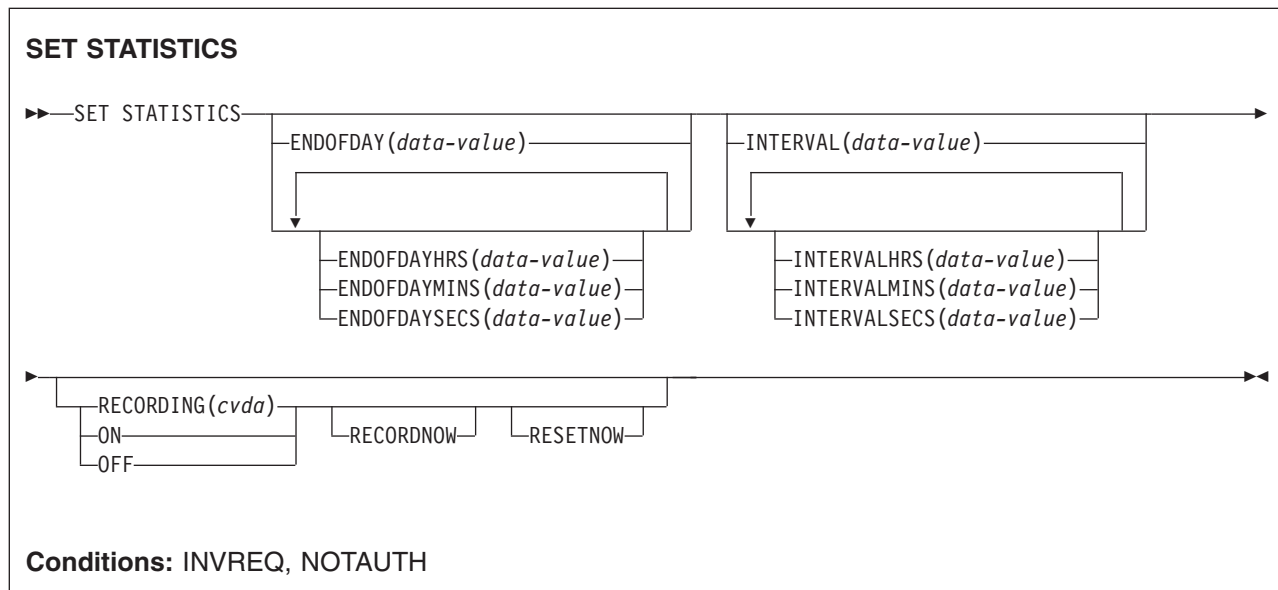 SET STATISTICS
SET STATISTICS
ENDOFDAY(data-value)
INTERVAL(data-value)
ENDOFDAYHRS(data-value)
INTERVALHRS(data-value)
ENDOFDAYMINS(data-value)
INTERVALMINS(data-value)
ENDOFDAYSECS(data-value)
INTERVALSECS(data-value)
RECORDING(cvda)
ON
RECORDNOW
RESETNOW
OFF
Conditions: INVREQ, NOTAUTH